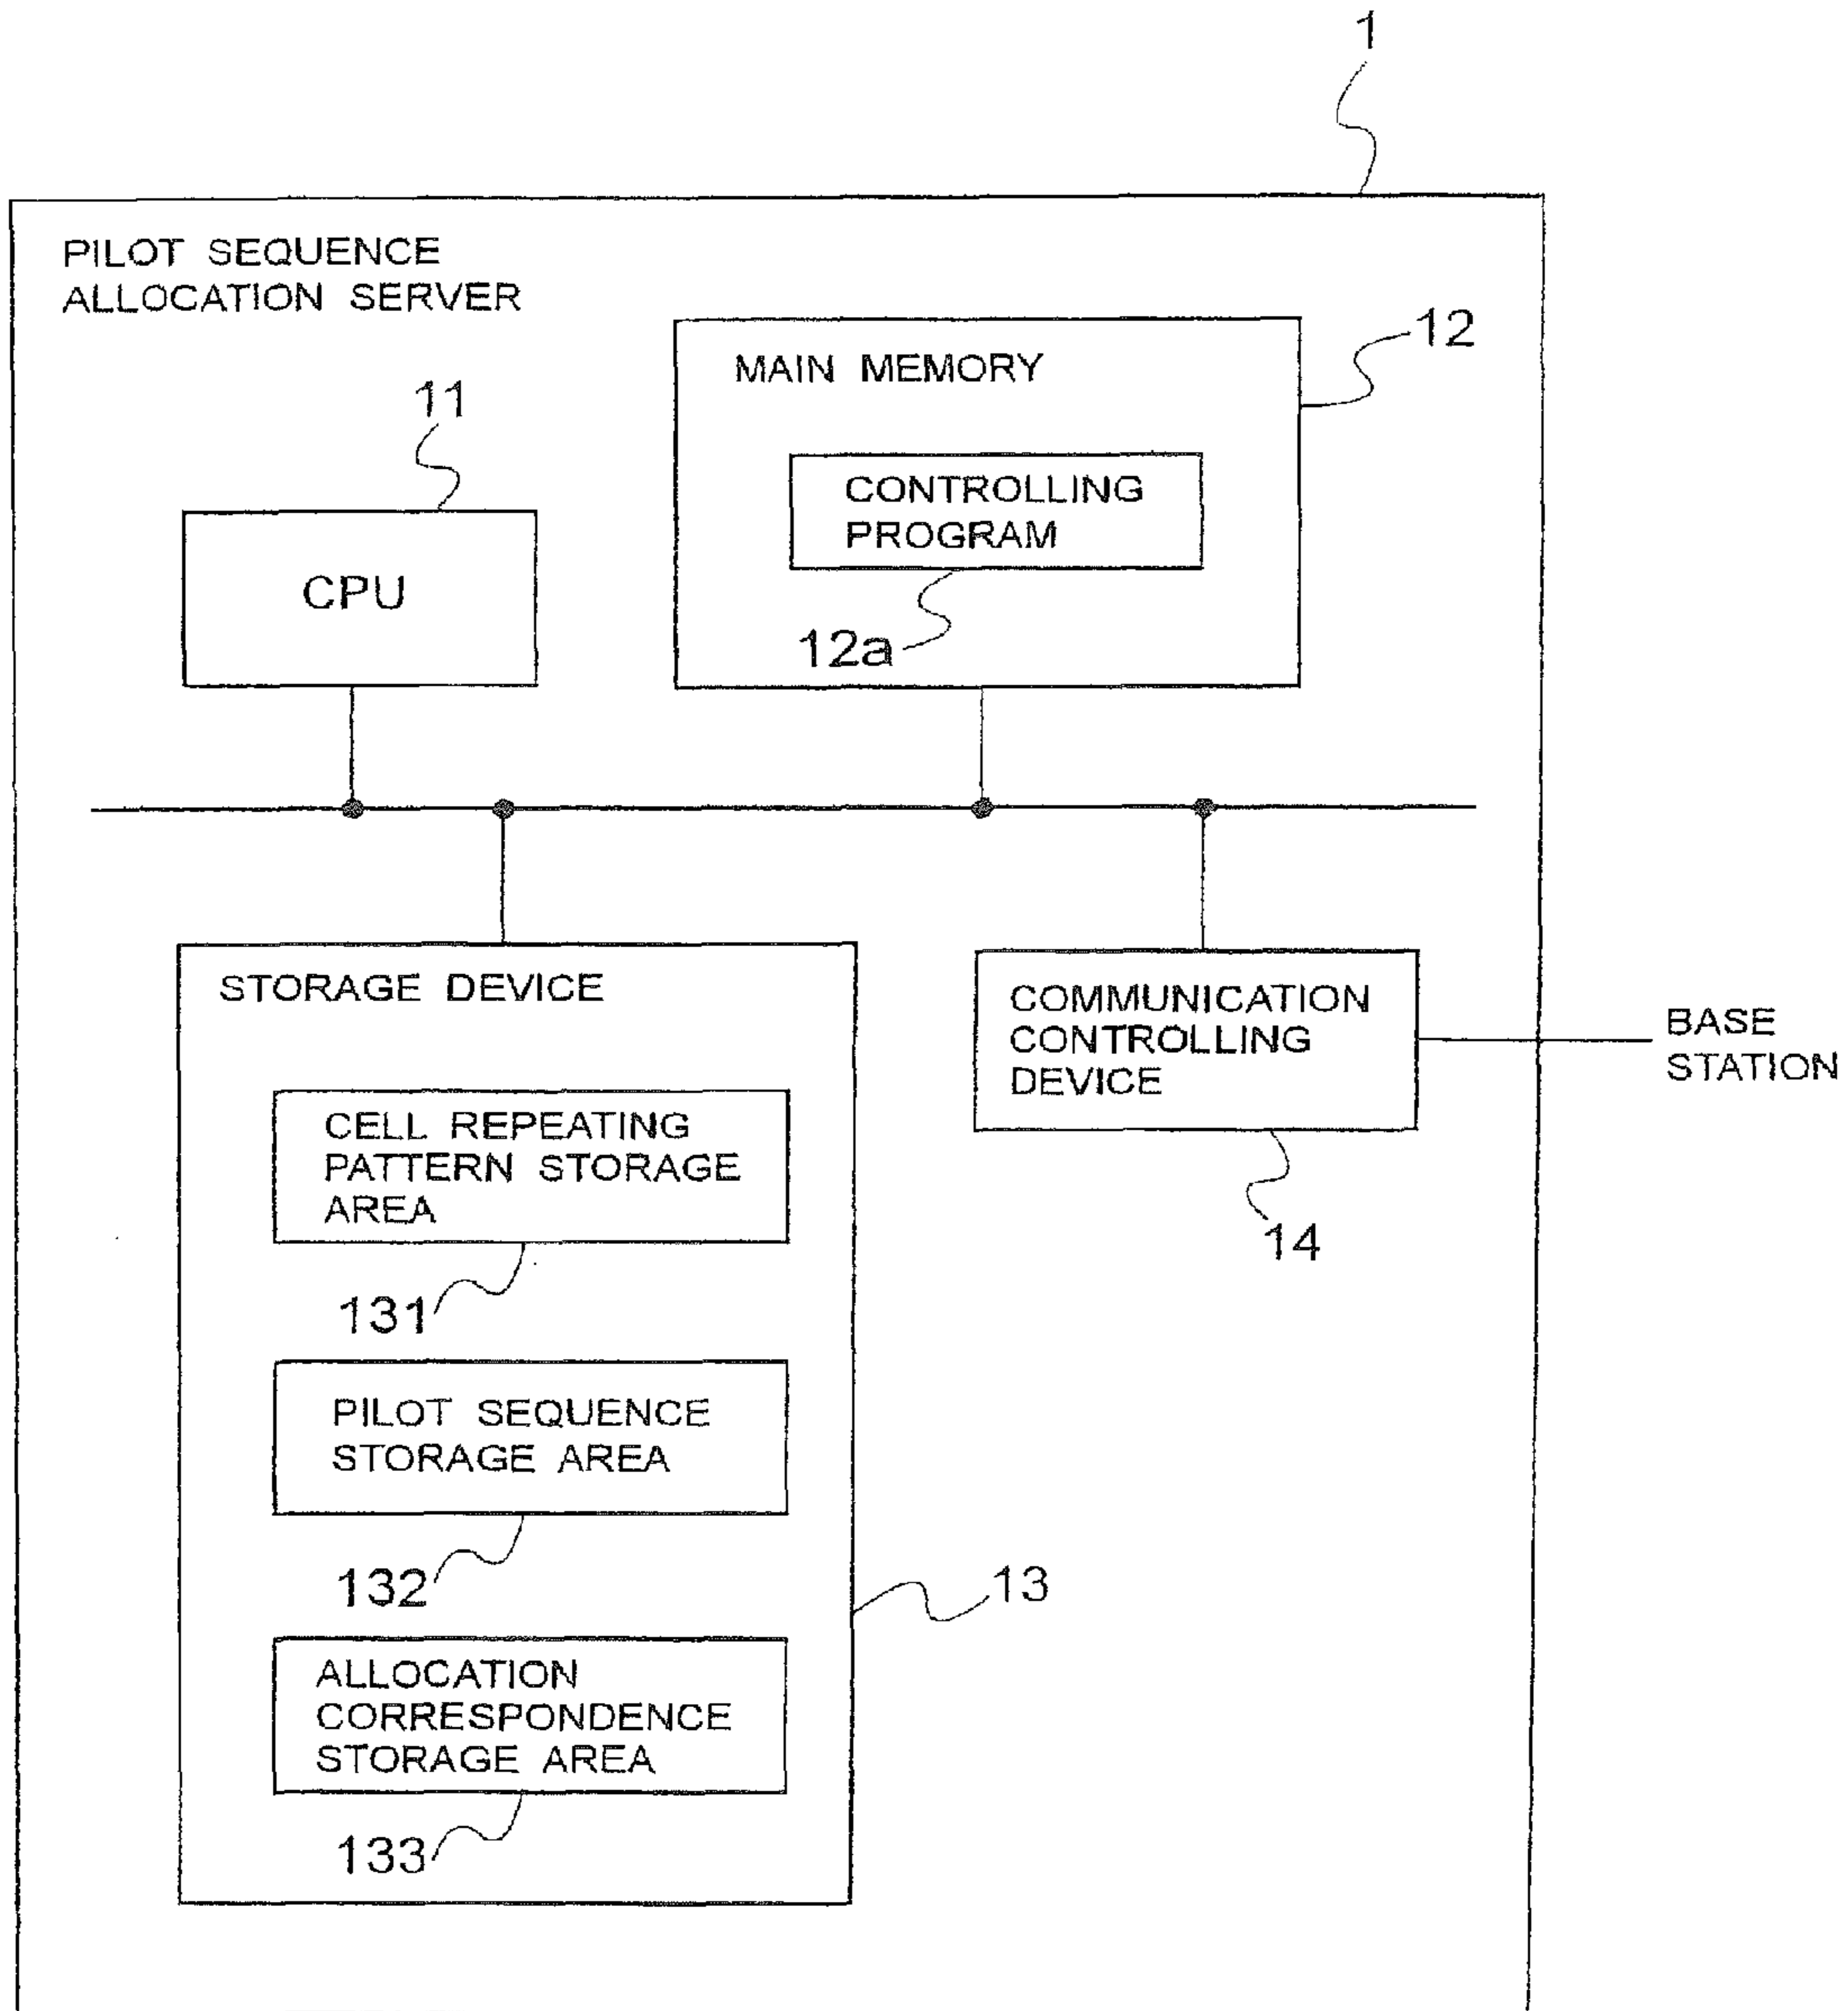 1
PILOT SEQUENCE
ALLOCATION SERVER
12
MAIN MEMORY
11
CONTROLLING
PROGRAM
CPU
12a
STORAGE DEVICE
COMMUNICATION
CONTROLLING
DEVICE
BASE
STATION
CELL REPEATING
PATTERN STORAGE
AREA
14
131
PILOT SEQUENCE
STORAGE AREA
132
13
ALLOCATION
CORRESPONDENCE
STORAGE AREA
133